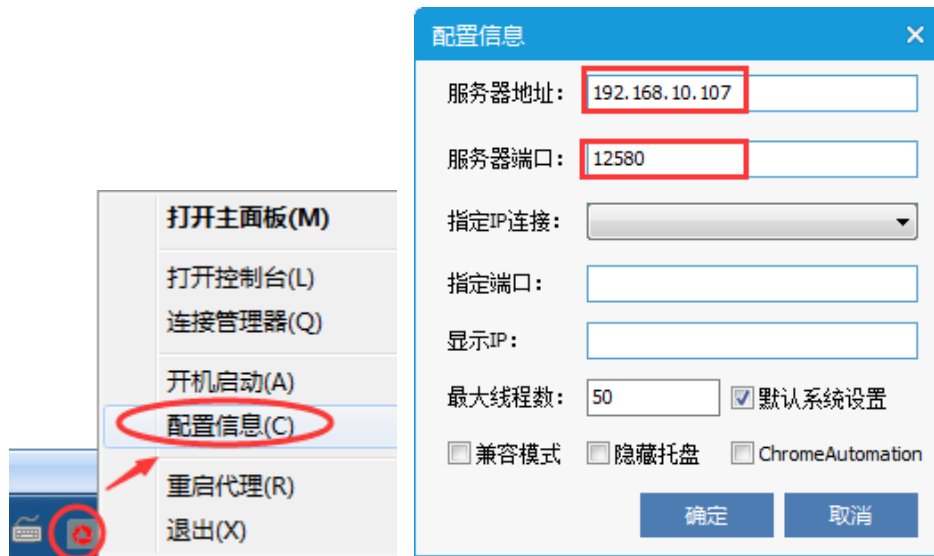 打开主面板(M)
打开控制台(L)
连接管理器(Q)
开机启动(A)
配置信息(C)
重启代理(R)
退出(X)
配置信息
服务器地址: 192.168.10.107
服务器端口: 12580
指定IP连接:
指定端口:
显示IP:
最大线程数: 50 默认系统设置
兼容模式 隐藏托盘 ChromeAutomation
确定 取消